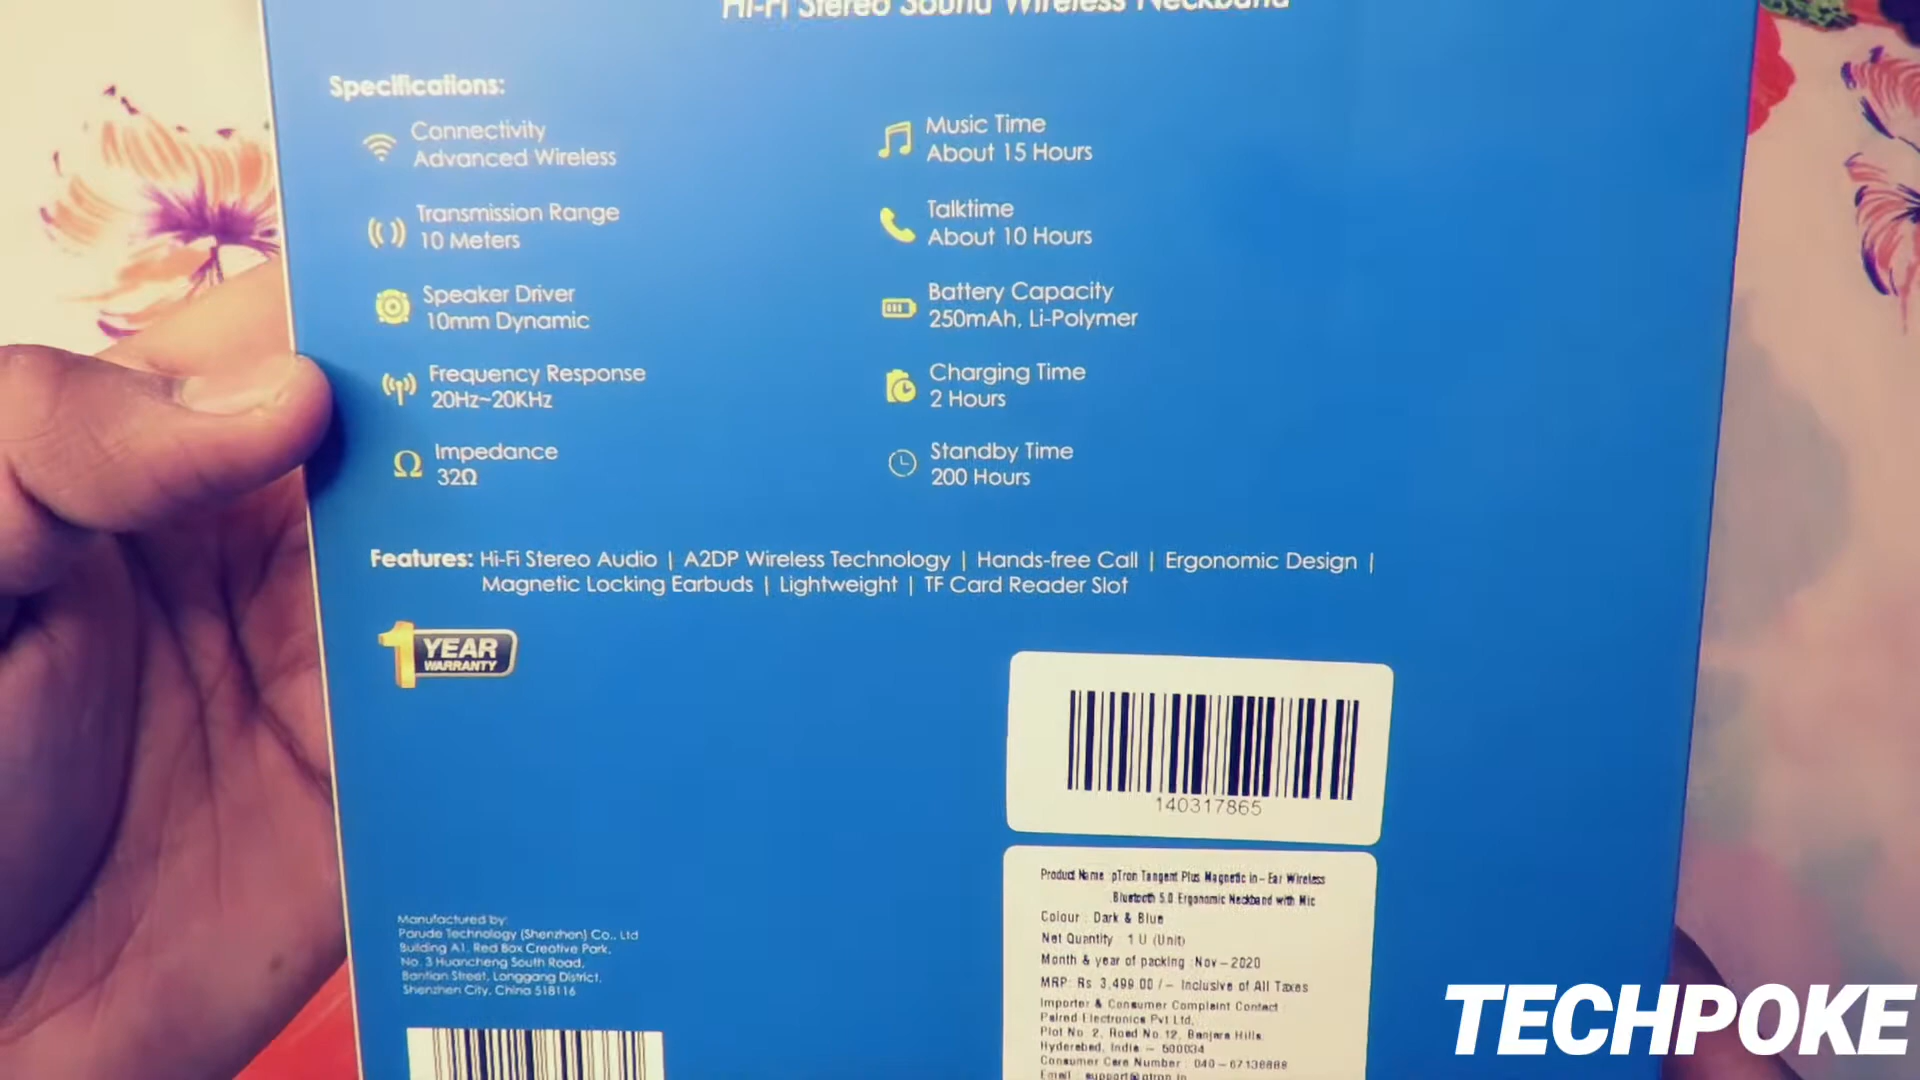 Hi-Fi Stereo Sound Wireless Neckband
Specifications:
Connectivity
Advanced Wireless
Transmission Range
10 Meters
Speaker Driver
10mm Dynamic
Frequency Response
20Hz~20KHz
Impedance
32Ω
Music Time
About 15 Hours
Talktime
About 10 Hours
Battery Capacity
250mAh, Li-Polymer
Charging Time
2 Hours
Standby Time
200 Hours
Features: Hi-Fi Stereo Audio | A2DP Wireless Technology | Hands-free Call | Ergonomic Design |
Magnetic Locking Earbuds | Lightweight | TF Card Reader Slot
1 YEAR
WARRANTY
140317865
Manufactured by:
Parude Technology (Shenzhen) Co., Ltd
Building A1, Red Box Creative Park,
No. 3 Huancheng South Road,
Bantian Street, Longgang District,
Shenzhen City, China 518116
Product Name : pTron Tangent Plus Magnetic in-Ear Wireless
Bluetooth 5.0 Ergonomic Neckband with Mic
Colour : Dark & Blue
Net Quantity : 1 U (Unit)
Month & year of packing : Nov-2020
MRP: Rs 3,499.00 /- Inclusive of All Taxes
Importer & Consumer Complaint Contact :
Palred Electronics Pvt Ltd,
Plot No. 2, Road No. 12, Banjara Hills,
Hyderabad, India - 500034
Consumer Care Number : 040-67138888
Email : support@ptron.in
TECHPOKE